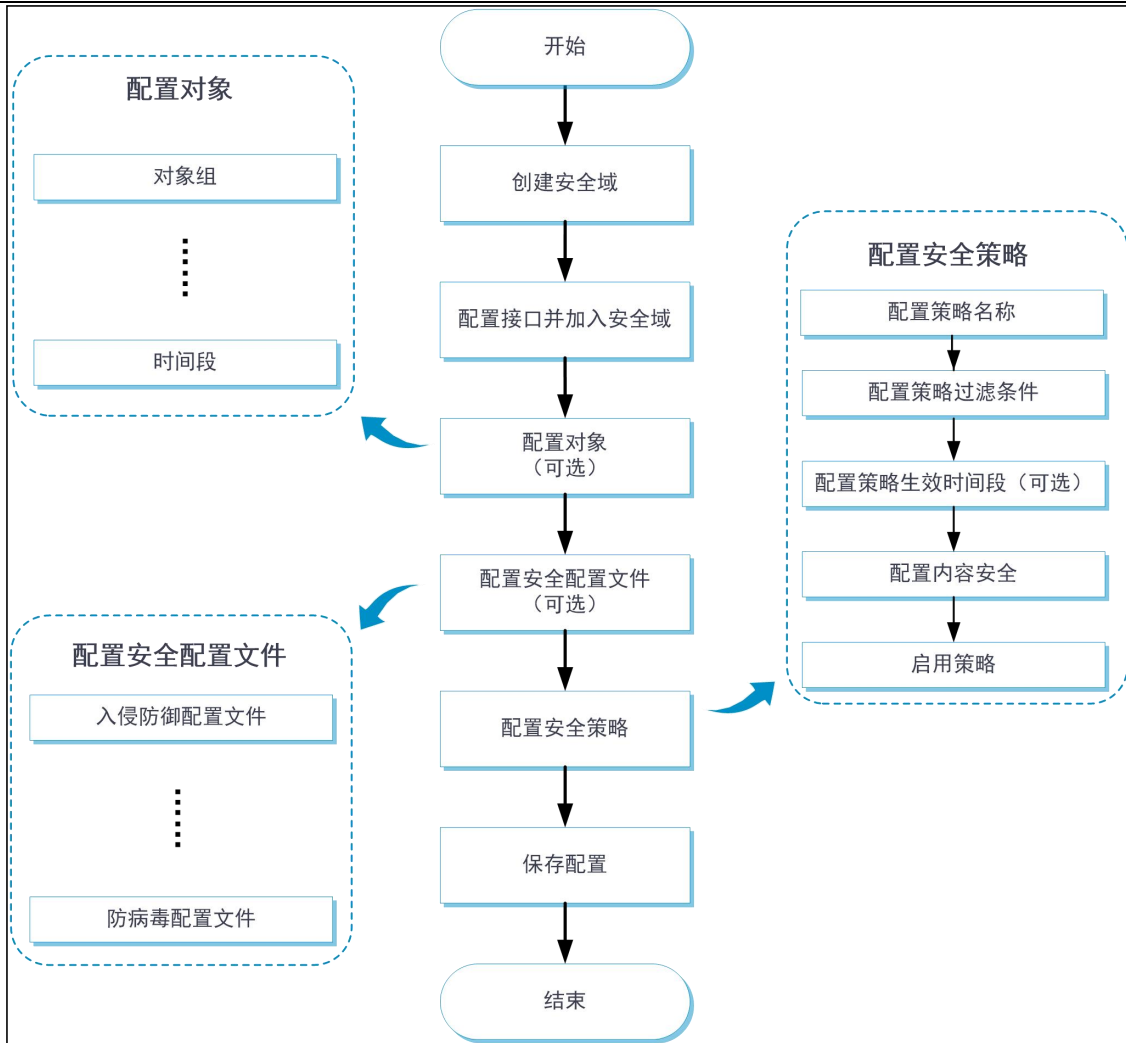 开始
创建安全域
配置接口并加入安全域
配置对象
（可选）
配置安全配置文件
（可选）
配置安全策略
保存配置
结束
配置对象
对象组
时间段
配置安全配置文件
入侵防御配置文件
防病毒配置文件
配置安全策略
配置策略名称
配置策略过滤条件
配置策略生效时间段（可选）
配置内容安全
启用策略